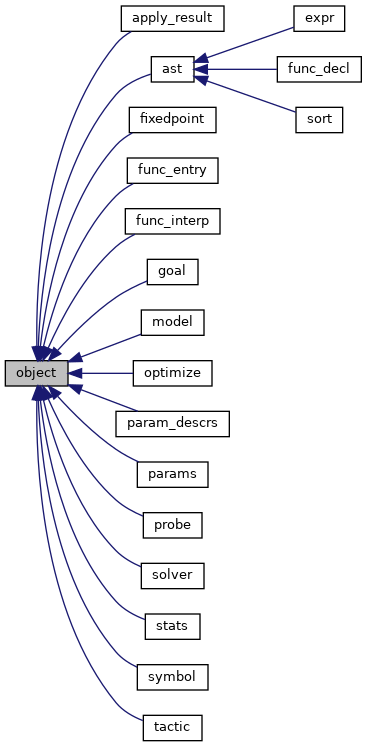 apply_result
expr
ast
func_decl
fixedpoint
sort
func_entry
func_interp
goal
model
object
optimize
param_descrs
params
probe
solver
stats
symbol
tactic